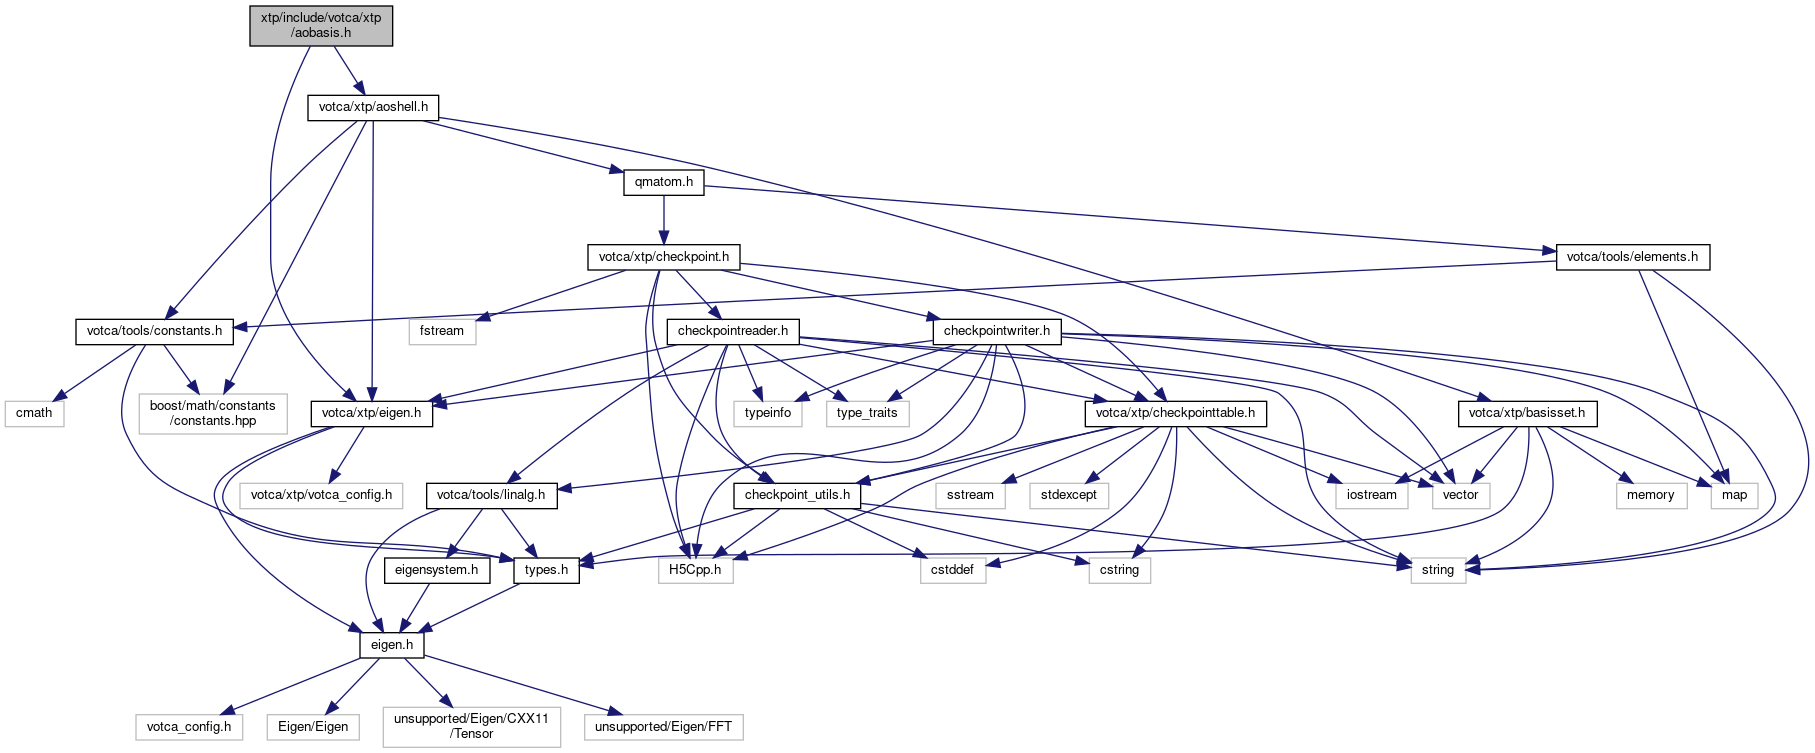 xtp/include/votca/xtp
/aobasis.h
votca/xtp/aoshell.h
qmatom.h
votca/xtp/checkpoint.h
votca/tools/elements.h
votca/tools/constants.h
fstream
checkpointreader.h
checkpointwriter.h
cmath
boost/math/constants
/constants.hpp
votca/xtp/eigen.h
typeinfo
type_traits
votca/xtp/checkpointtable.h
votca/xtp/basisset.h
votca/xtp/votca_config.h
votca/tools/linalg.h
checkpoint_utils.h
sstream
stdexcept
iostream
vector
memory
map
eigensystem.h
types.h
H5Cpp.h
cstddef
cstring
string
eigen.h
votca_config.h
Eigen/Eigen
unsupported/Eigen/CXX11
/Tensor
unsupported/Eigen/FFT